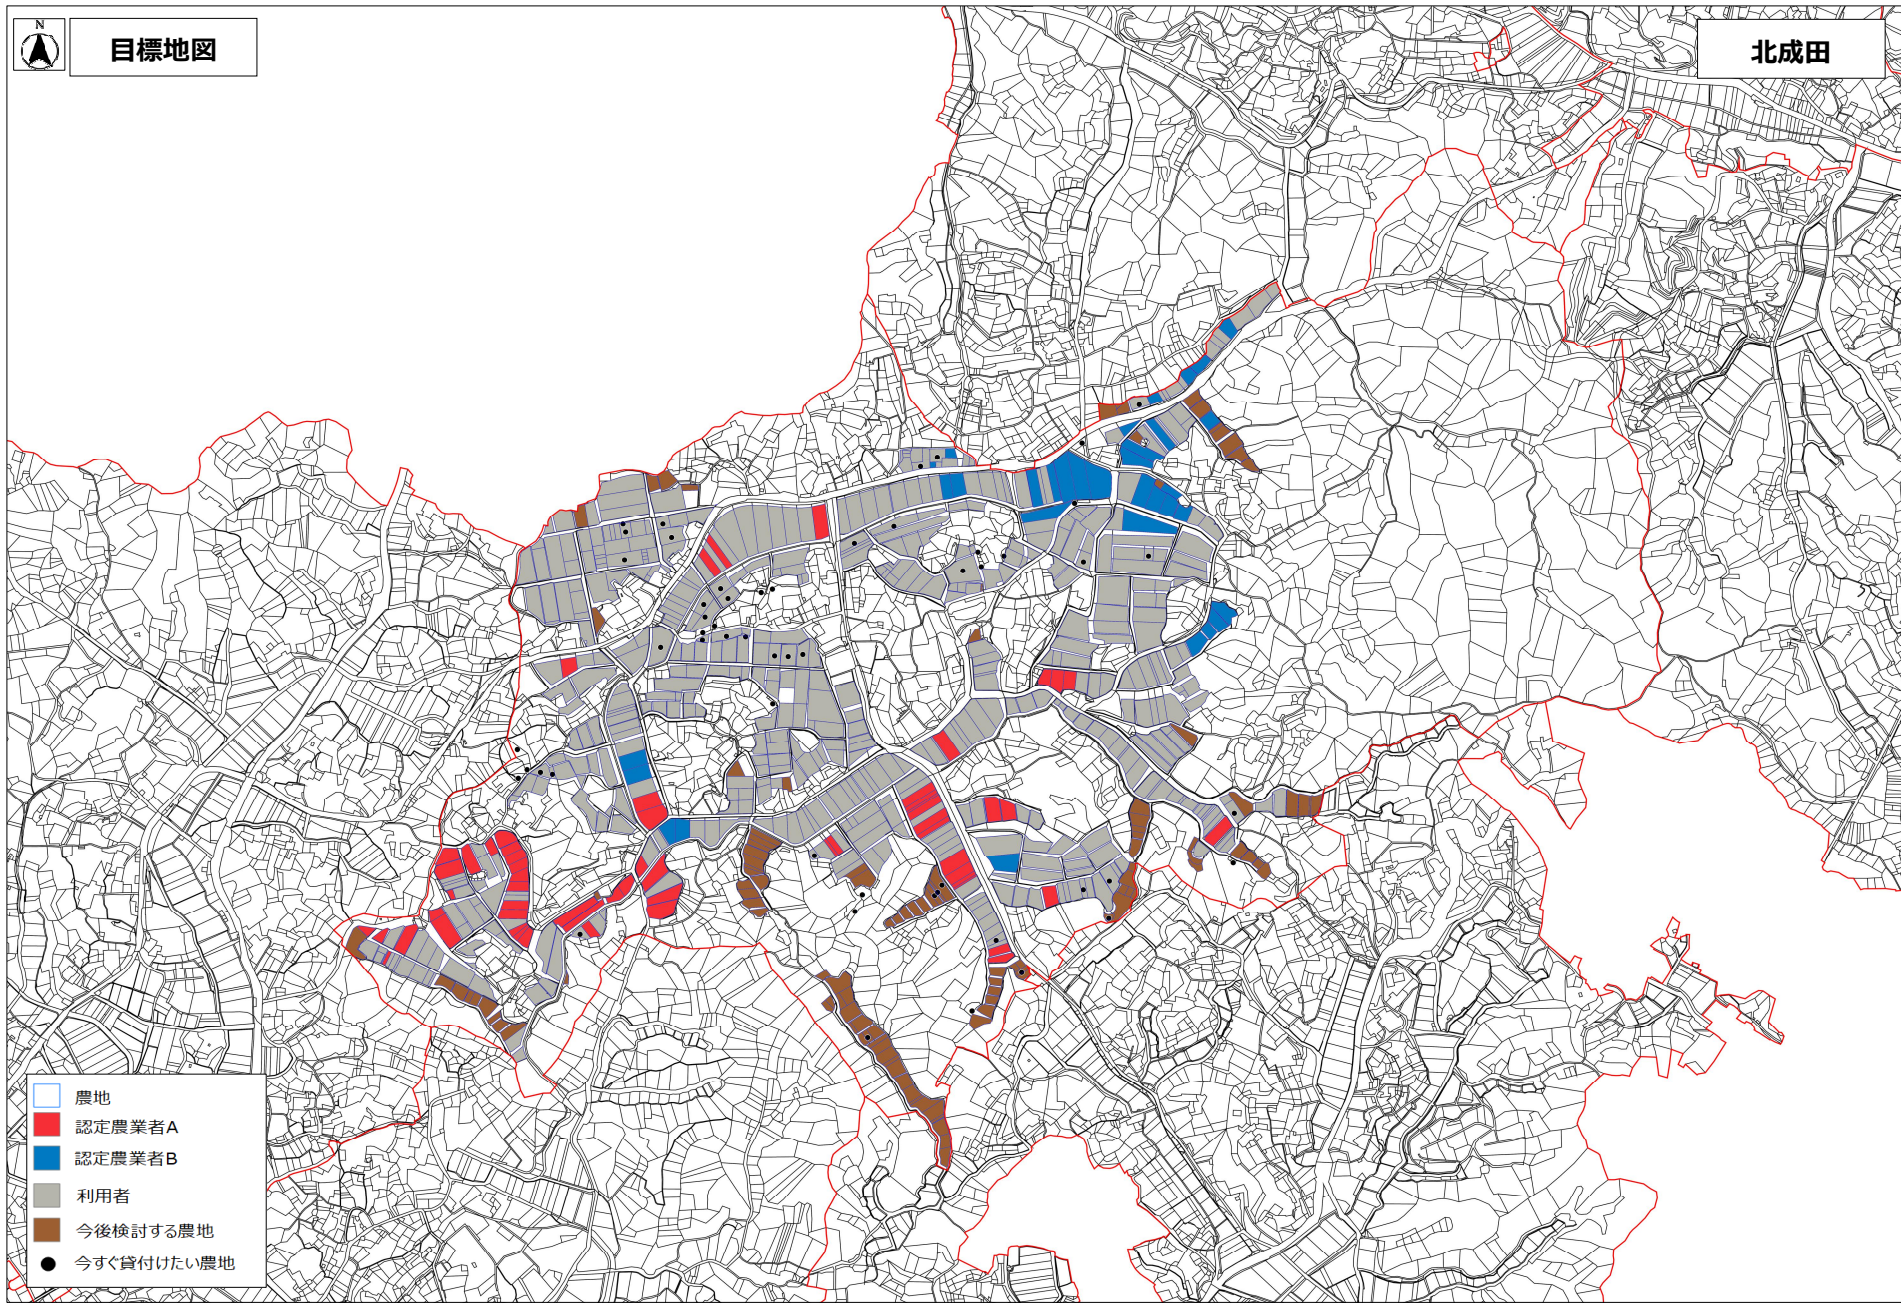 N
目標地図
北成田
農地
認定農業者A
認定農業者B
利用者
今後検討する農地
今すぐ貸付けたい農地